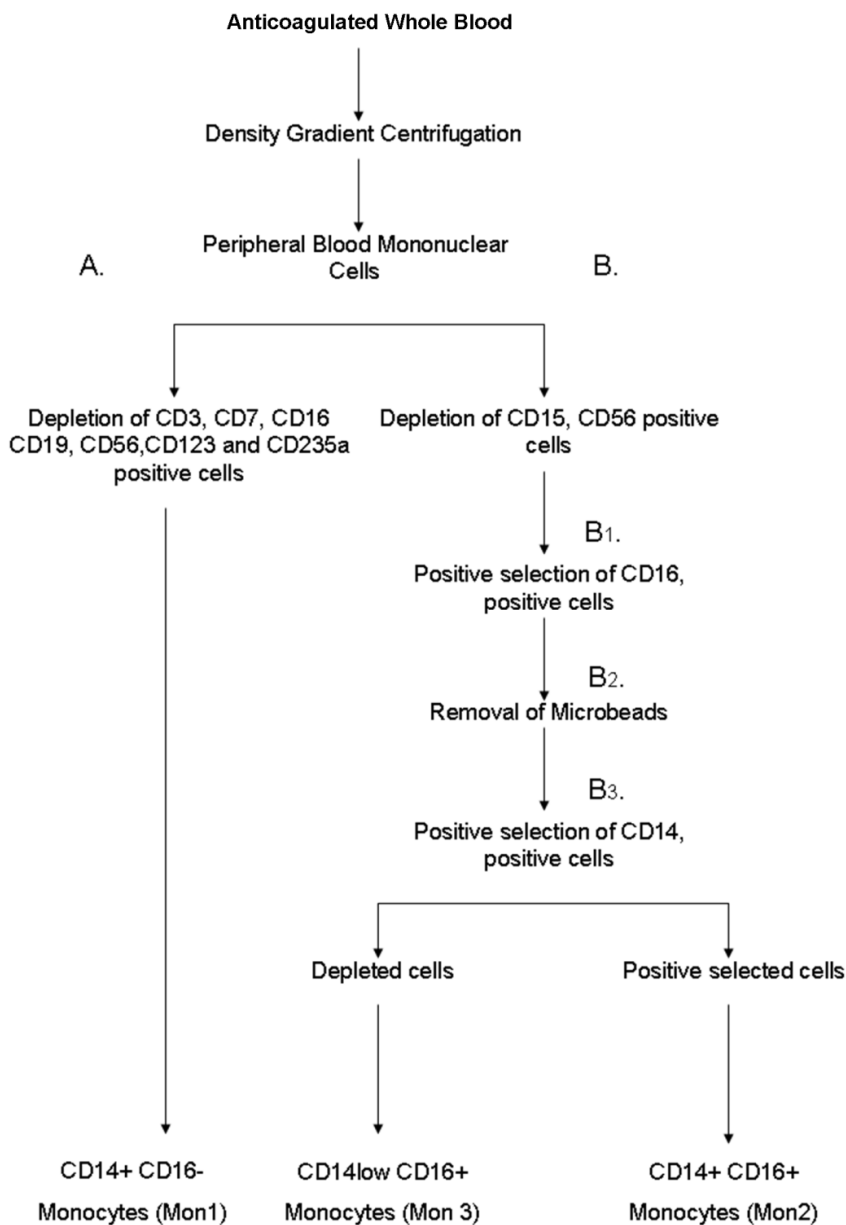 Anticoagulated Whole Blood
Density Gradient Centrifugation
Peripheral Blood Mononuclear
Cells
A.
B.
Depletion of CD3, CD7, CD16
CD19, CD56,CD123 and CD235a
positive cells
Depletion of CD15, CD56 positive
cells
B1.
Positive selection of CD16,
positive cells
B2.
Removal of Microbeads
B3.
Positive selection of CD14,
positive cells
Depleted cells
Positive selected cells
CD14+ CD16-
Monocytes (Mon1)
CD14low CD16+
Monocytes (Mon 3)
CD14+ CD16+
Monocytes (Mon2)